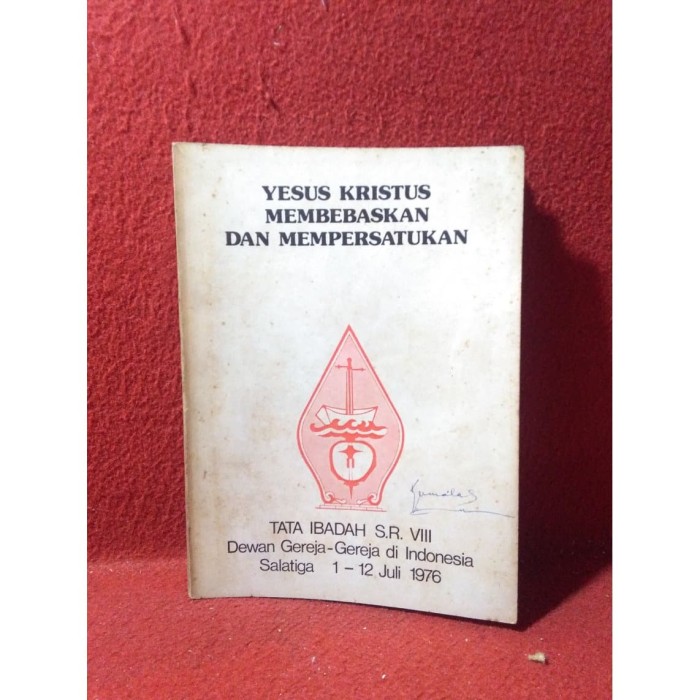 YESUS KRISTUS
MEMBEBASKAN
DAN MEMPERSATUKAN
TATA IBADAH S.R. VIII
Dewan Gereja-Gereja di Indonesia
Salatiga 1 - 12 Juli 1976